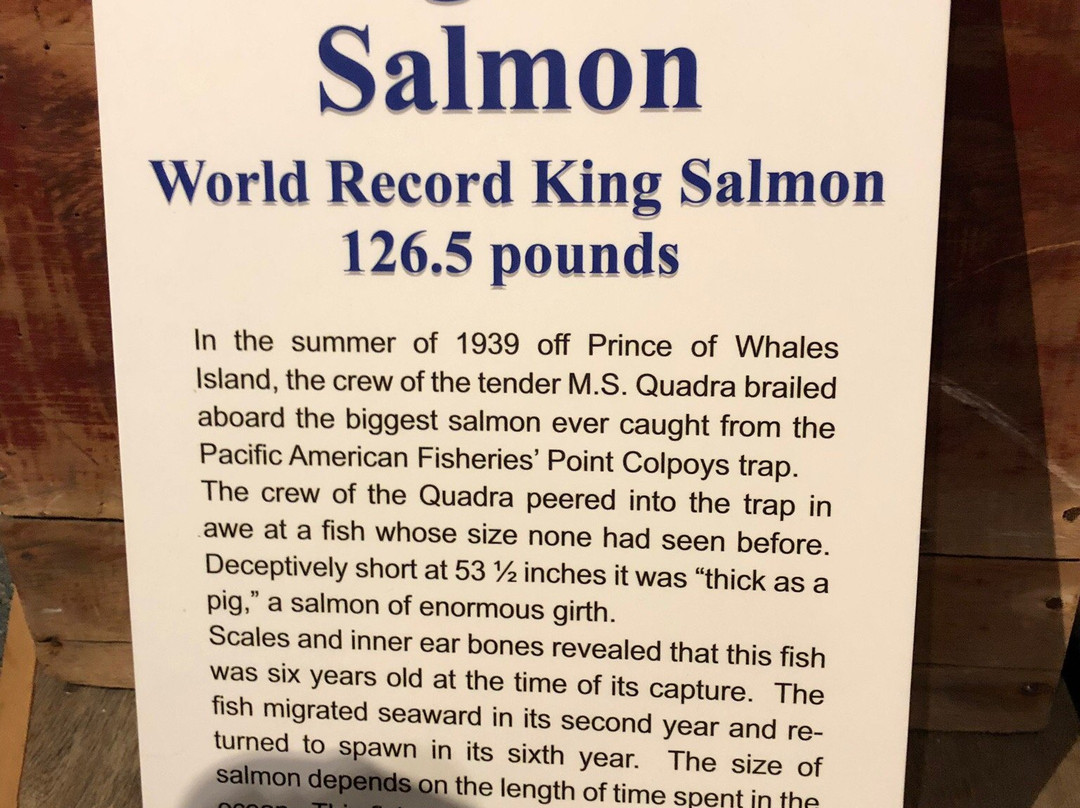 Salmon
World Record King Salmon
126.5 pounds
In the summer of 1939 off Prince of Whales
Island, the crew of the tender M.S. Quadra brailed
aboard the biggest salmon ever caught from the
Pacific American Fisheries’ Point Colpoys trap.
The crew of the Quadra peered into the trap in
awe at a fish whose size none had seen before.
Deceptively short at 53 ½ inches it was “thick as a
pig,” a salmon of enormous girth.
Scales and inner ear bones revealed that this fish
was six years old at the time of its capture. The
fish migrated seaward in its second year and re-
turned to spawn in its sixth year. The size of
salmon depends on the length of time spent in the